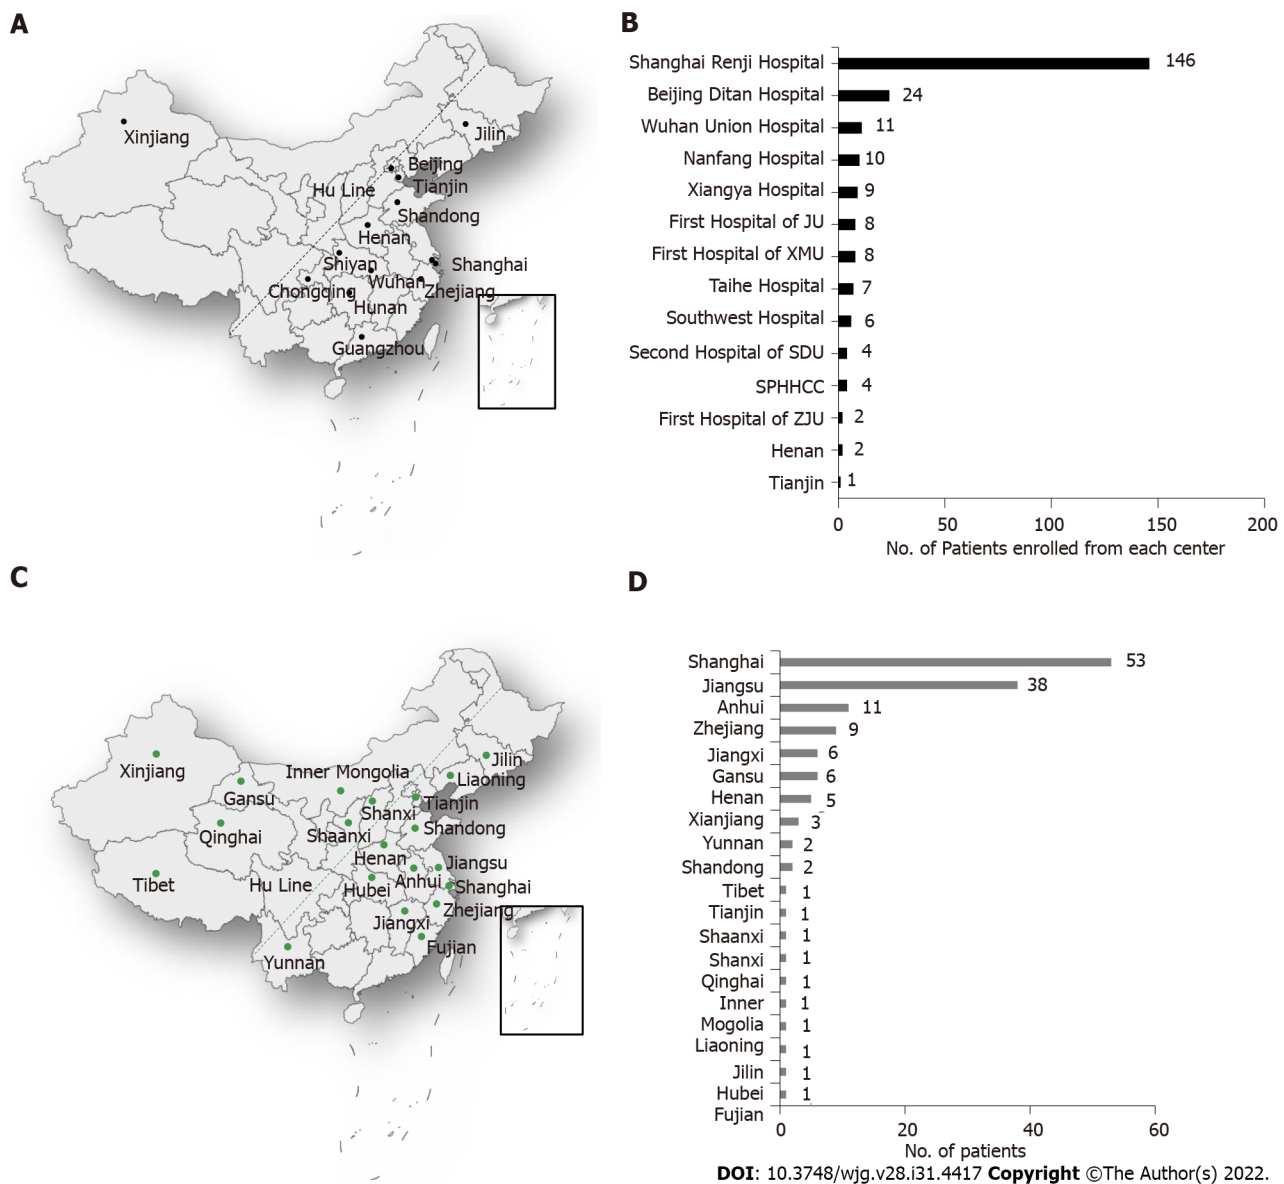 A
Xinjiang
Jilin
Beijing
Hu Line
Tianjin
Shandong
Henan
Shiyan
Shanghai
Wuhan
Chongqing
Zhejiang
Hunan
Guangzhou
B
Shanghai Renji Hospital 146
Beijing Ditan Hospital 24
Wuhan Union Hospital 11
Nanfang Hospital 10
Xiangya Hospital 9
First Hospital of JU 8
First Hospital of XMU 8
Taihe Hospital 7
Southwest Hospital 6
Second Hospital of SDU 4
SPHHCC 4
First Hospital of ZJU 2
Henan 2
Tianjin 1
0 50 100 150 200
No. of Patients enrolled from each center
C
Xinjiang
Inner Mongolia
Jilin
Liaoning
Gansu
Shanxi
Tianjin
Qinghai
Shaanxi
Shandong
Henan
Jiangsu
Tibet
Hu Line
Hubei
Anhui
Shanghai
Zhejiang
Jiangxi
Fujian
Yunnan
D
Shanghai 53
Jiangsu 38
Anhui 11
Zhejiang 9
Jiangxi 6
Gansu 6
Henan 5
Xianjiang 3
Yunnan 2
Shandong 2
Tibet 1
Tianjin 1
Shaanxi 1
Shanxi 1
Qinghai 1
Inner 1
Mogolia 1
Liaoning 1
Jilin 1
Hubei 1
Fujian
0 20 40 60
No. of patients
DOI: 10.3748/wjg.v28.i31.4417 Copyright ©The Author(s) 2022.